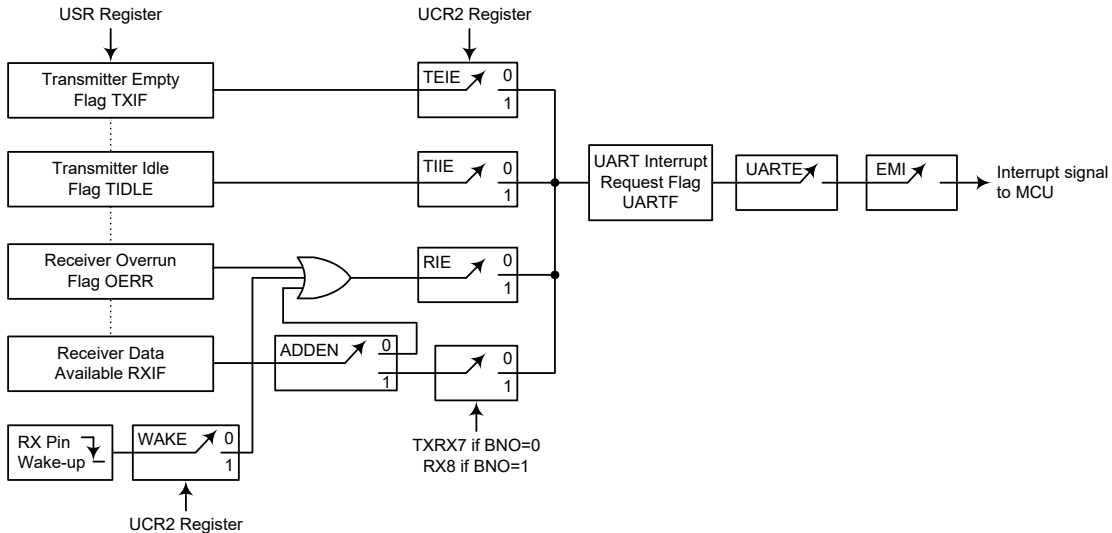 USR Register
UCR2 Register
Transmitter Empty
Flag TXIF
TEIE
0
1
Transmitter Idle
Flag TIDLE
TIIE
0
1
UART Interrupt
Request Flag
UARTF
UARTE
EMI
Interrupt signal
to MCU
Receiver Overrun
Flag OERR
RIE
0
1
Receiver Data
Available RXIF
ADDEN
0
1
0
1
RX Pin
Wake-up
WAKE
0
1
TXRX7 if BNO=0
RX8 if BNO=1
UCR2 Register